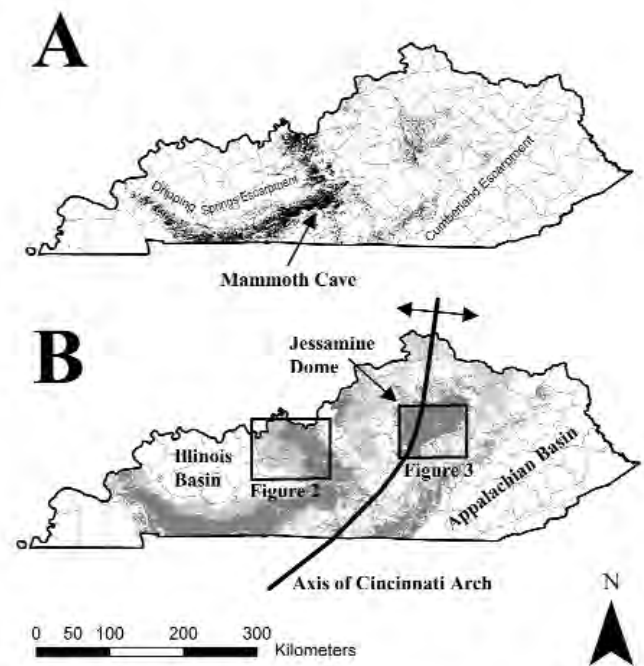 A
Dripping Springs Escarpment
Cumberland Escarpment
Mammoth Cave
B
Jessamine
Dome
Illinois
Basin
Figure 2
Figure 3
Appalachian Basin
Axis of Cincinnati Arch
N
0 50 100 200 300
Kilometers